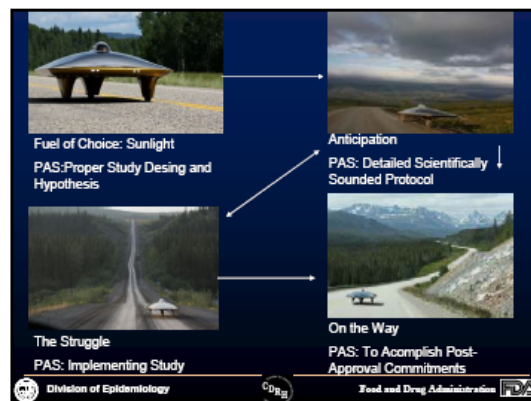 Fuel of Choice: Sunlight
PAS:Proper Study Desing and
Hypothesis
Anticipation
PAS: Detailed Scientifically
Sounded Protocol
The Struggle
PAS: Implementing Study
On the Way
PAS: To Acomplish Post-
Approval Commitments
Division of Epidemiology
CDRH
Food and Drug Administration
FDA